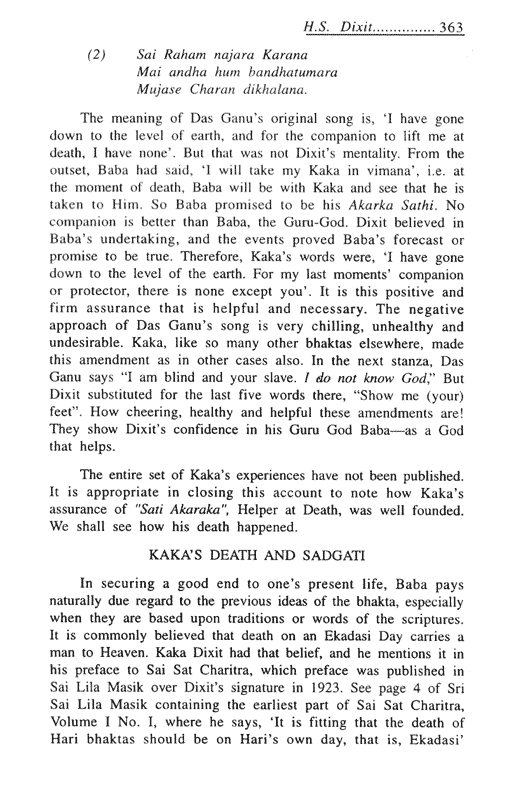 H.S. Dixit............... 363
(2) Sai Raham najara Karana
Mai andha hum bandhatumara
Mujase Charan dikhalana.
The meaning of Das Ganu's original song is, 'I have gone
down to the level of earth, and for the companion to lift me at
death, I have none'. But that was not Dixit's mentality. From the
outset, Baba had said, 'I will take my Kaka in vimana', i.e. at
the moment of death, Baba will be with Kaka and see that he is
taken to Him. So Baba promised to be his Akarka Sathi. No
companion is better than Baba, the Guru-God. Dixit believed in
Baba's undertaking, and the events proved Baba's forecast or
promise to be true. Therefore, Kaka's words were, 'I have gone
down to the level of the earth. For my last moments' companion
or protector, there is none except you'. It is this positive and
firm assurance that is helpful and necessary. The negative
approach of Das Ganu's song is very chilling, unhealthy and
undesirable. Kaka, like so many other bhaktas elsewhere, made
this amendment as in other cases also. In the next stanza, Das
Ganu says "I am blind and your slave. I do not know God," But
Dixit substituted for the last five words there, "Show me (your)
feet". How cheering, healthy and helpful these amendments are!
They show Dixit's confidence in his Guru God Baba—as a God
that helps.
The entire set of Kaka's experiences have not been published.
It is appropriate in closing this account to note how Kaka's
assurance of "Sati Akaraka", Helper at Death, was well founded.
We shall see how his death happened.
KAKA'S DEATH AND SADGATI
In securing a good end to one's present life, Baba pays
naturally due regard to the previous ideas of the bhakta, especially
when they are based upon traditions or words of the scriptures.
It is commonly believed that death on an Ekadasi Day carries a
man to Heaven. Kaka Dixit had that belief, and he mentions it in
his preface to Sai Sat Charitra, which preface was published in
Sai Lila Masik over Dixit's signature in 1923. See page 4 of Sri
Sai Lila Masik containing the earliest part of Sai Sat Charitra,
Volume I No. I, where he says, 'It is fitting that the death of
Hari bhaktas should be on Hari's own day, that is, Ekadasi'